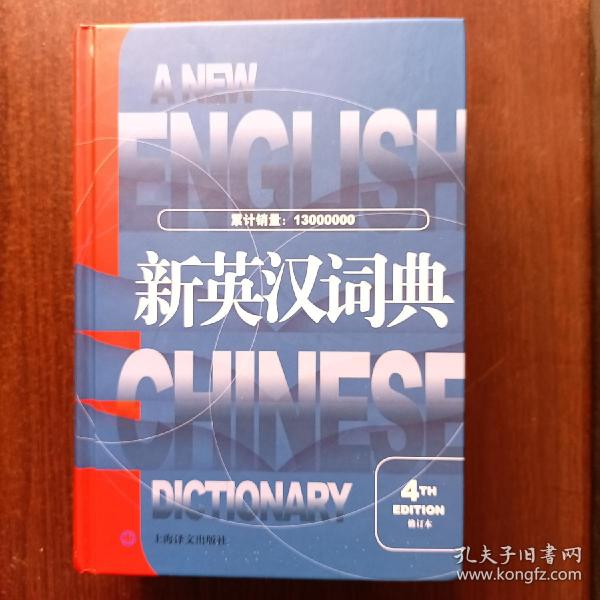 A NEW
ENGLISH
累计销量：13000000
新英汉词典
CHINESE
DICTIONARY
4TH
EDITION
修订本
上海译文出版社
孔夫子旧书网
www.kongfz.com